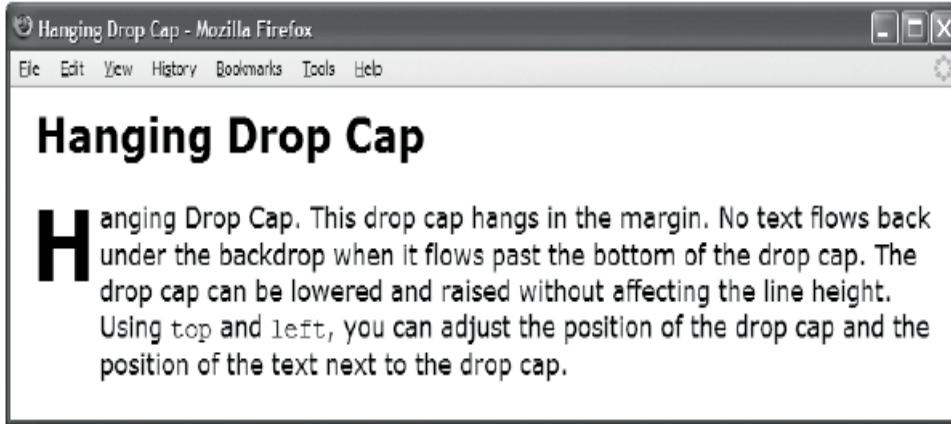 Hanging Drop Cap - Mozilla Firefox
File Edit View History Bookmarks Tools Help
Hanging Drop Cap
Hanging Drop Cap. This drop cap hangs in the margin. No text flows back
under the backdrop when it flows past the bottom of the drop cap. The
drop cap can be lowered and raised without affecting the line height.
Using top and left, you can adjust the position of the drop cap and the
position of the text next to the drop cap.